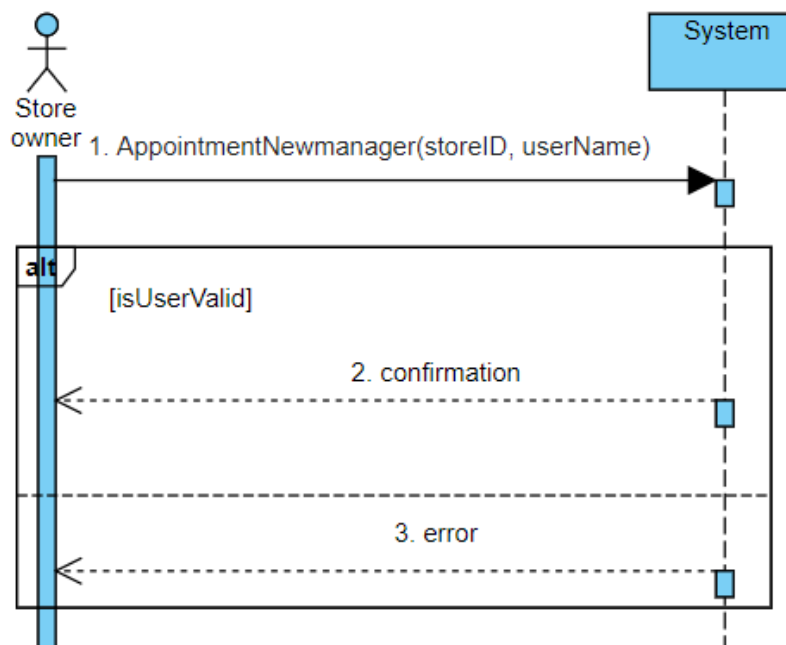 System
Store
owner
1. AppointmentNewmanager(storeID, userName)
alt
[isUserValid]
2. confirmation
3. error